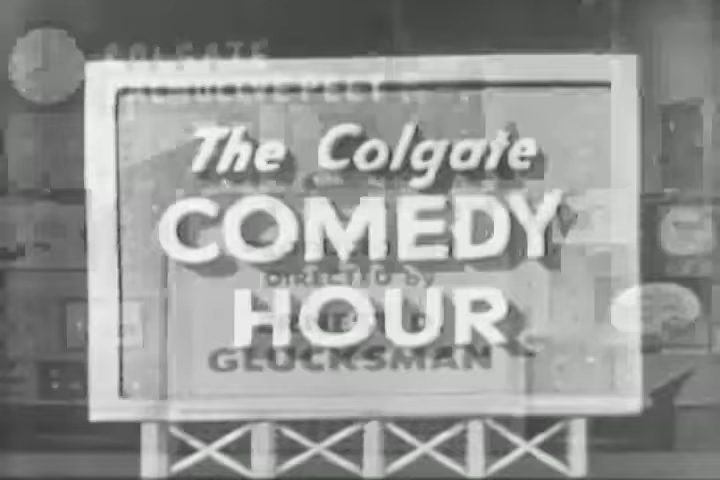 COLGATE
The Colgate
COMEDY
DIRECTED by
HOUR
GLUCKSMAN